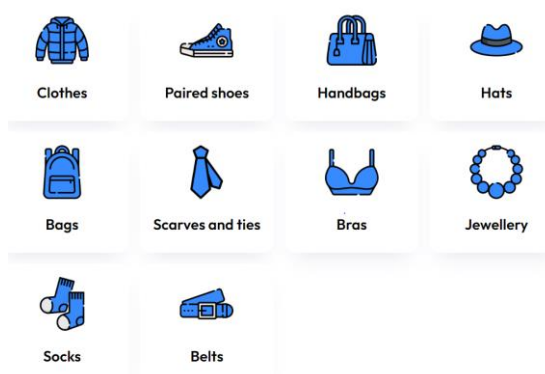 Clothes
Paired shoes
Handbags
Hats
Bags
Scarves and ties
Bras
Jewellery
Socks
Belts